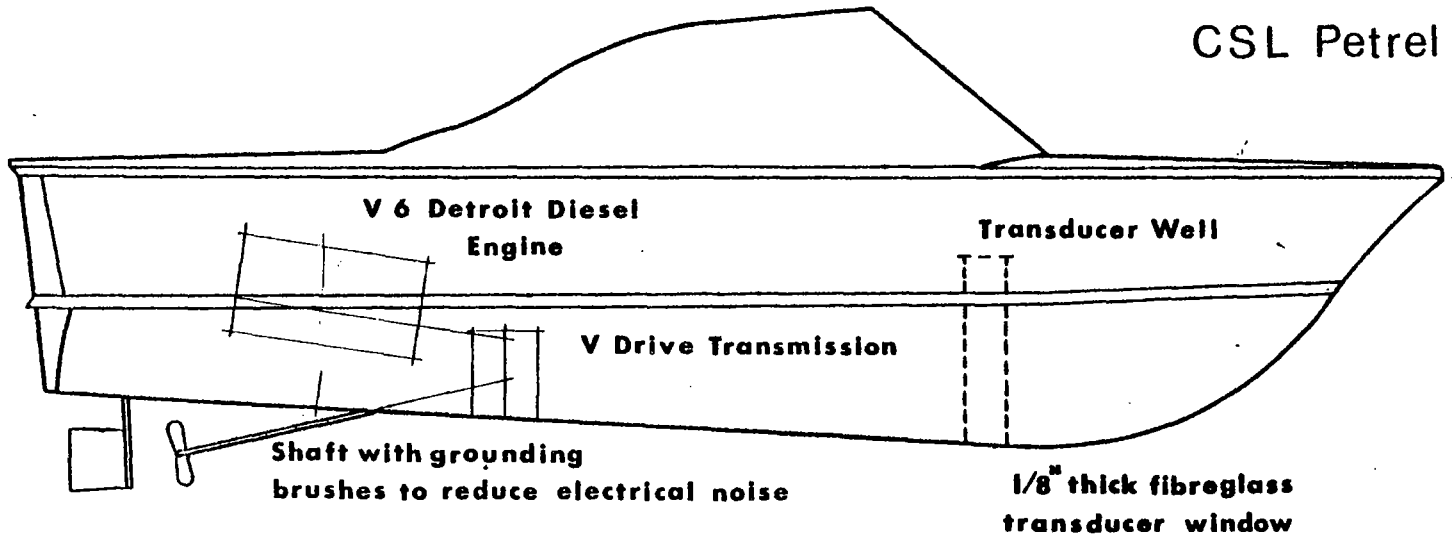 CSL Petrel
V 6 Detroit Diesel
Engine
Transducer Well
V Drive Transmission
Shaft with grounding
brushes to reduce electrical noise
1/8" thick fibreglass
transducer window